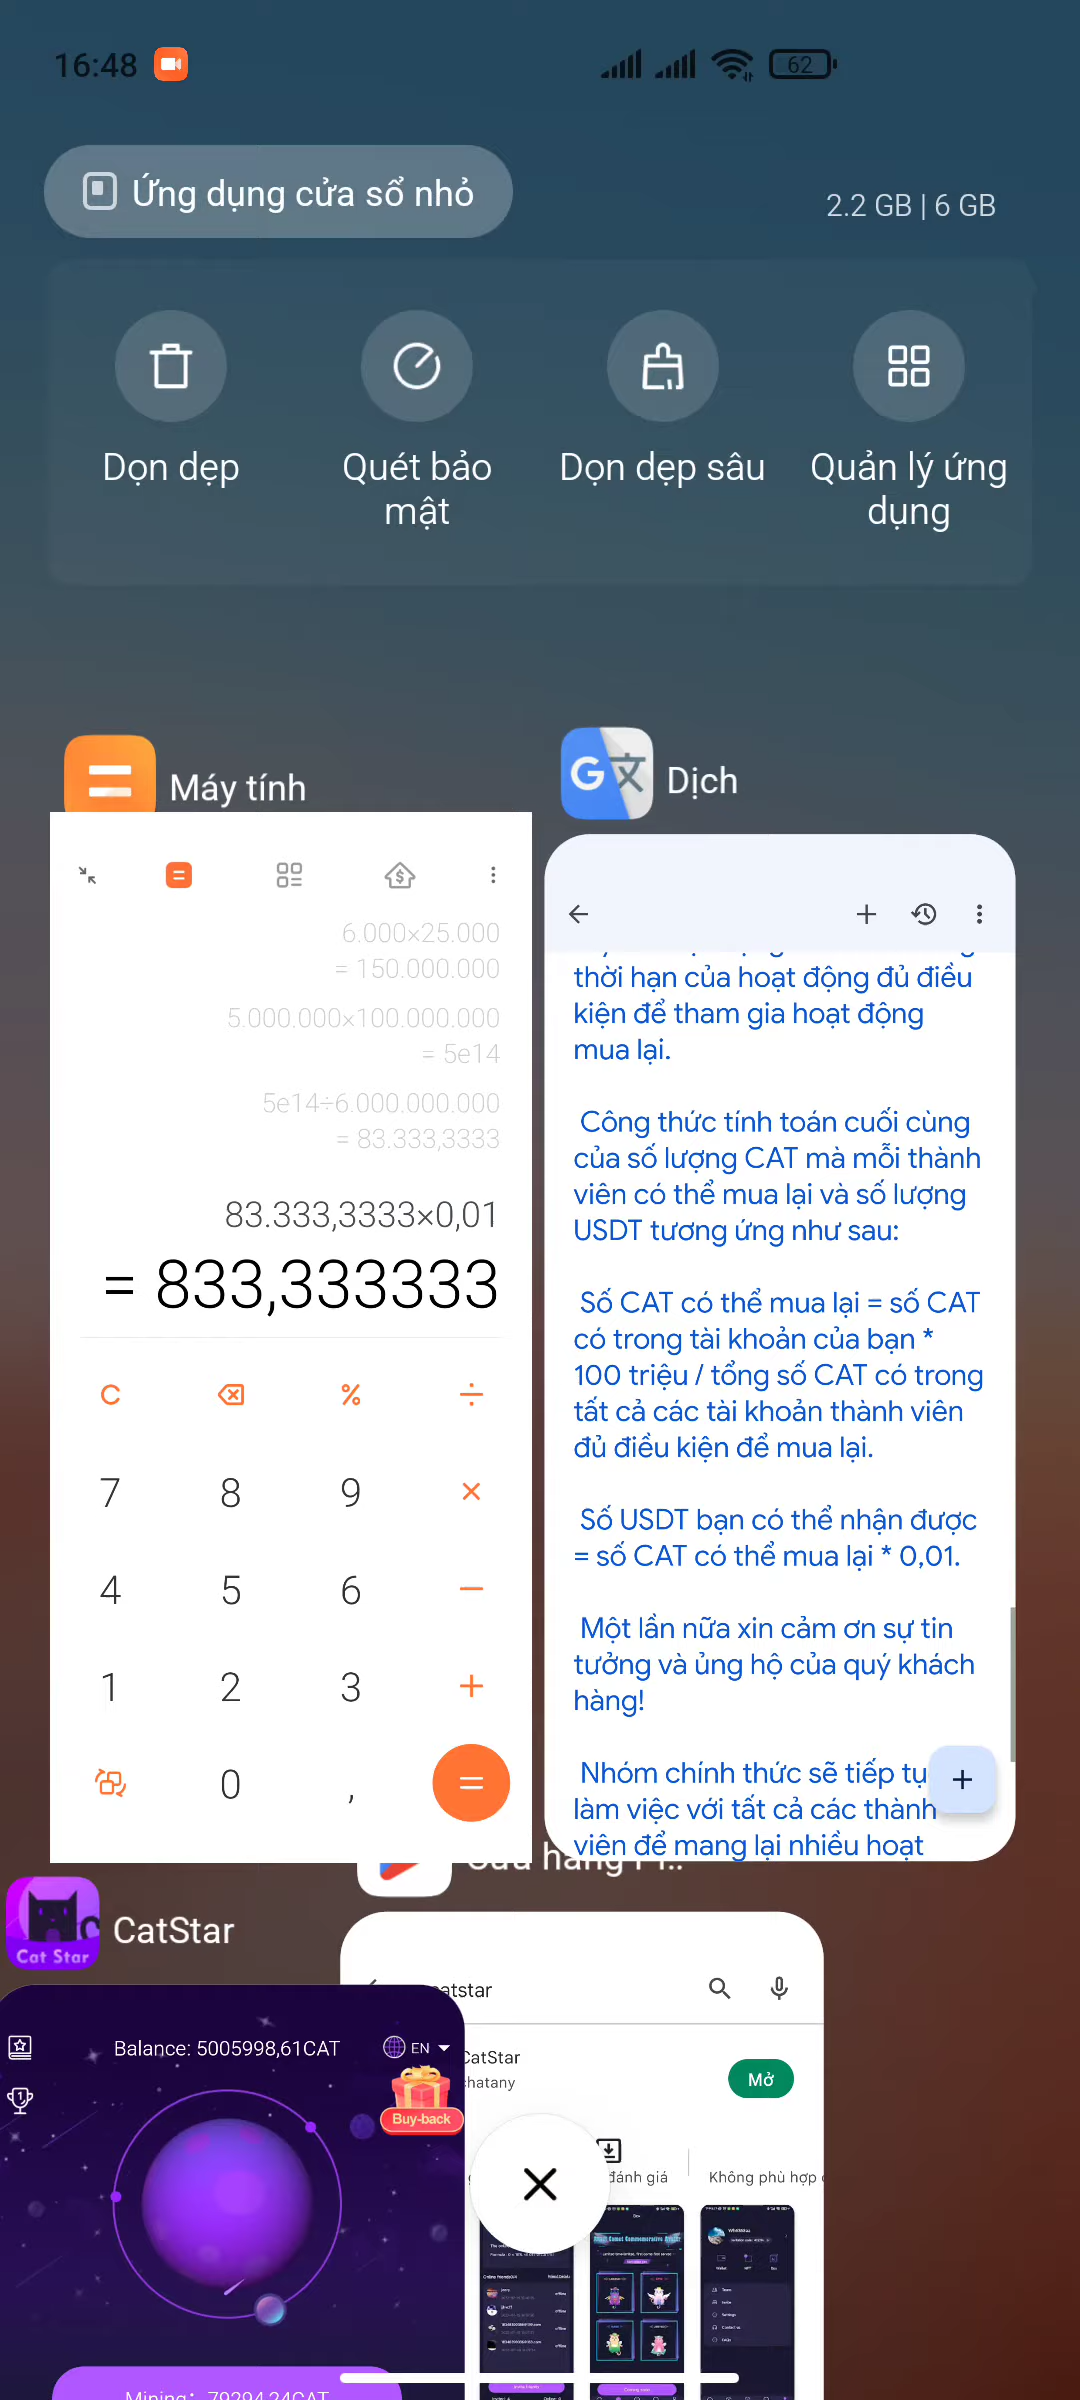 16:48
62
Ứng dụng cửa sổ nhỏ
2.2 GB | 6 GB
Dọn dẹp
Quét bảo
mật
Dọn dẹp sâu
Quản lý ứng
dụng
Máy tính
6.000×25.000
= 150.000.000
5.000.000×100.000.000
= 5e14
5e14÷6.000.000.000
= 83.333,3333
83.333,3333×0,01
= 833,333333
C
%
÷
7 8 9 ×
4 5 6 −
1 2 3 +
0 , =
Dịch
thời hạn của hoạt động đủ điều
kiện để tham gia hoạt động
mua lại.
Công thức tính toán cuối cùng
của số lượng CAT mà mỗi thành
viên có thể mua lại và số lượng
USDT tương ứng như sau:
Số CAT có thể mua lại = số CAT
có trong tài khoản của bạn *
100 triệu / tổng số CAT có trong
tất cả các tài khoản thành viên
đủ điều kiện để mua lại.
Số USDT bạn có thể nhận được
= số CAT có thể mua lại * 0,01.
Một lần nữa xin cảm ơn sự tin
tưởng và ủng hộ của quý khách
hàng!
Nhóm chính thức sẽ tiếp tụ
làm việc với tất cả các thành
viên để mang lại nhiều hoạt
Cat Star
CatStar
Balance: 5005998,61CAT
EN
Buy-back
Mining: 79294,24CAT
atstar
CatStar
chatany
Mở
đánh giá
Không phù hợp